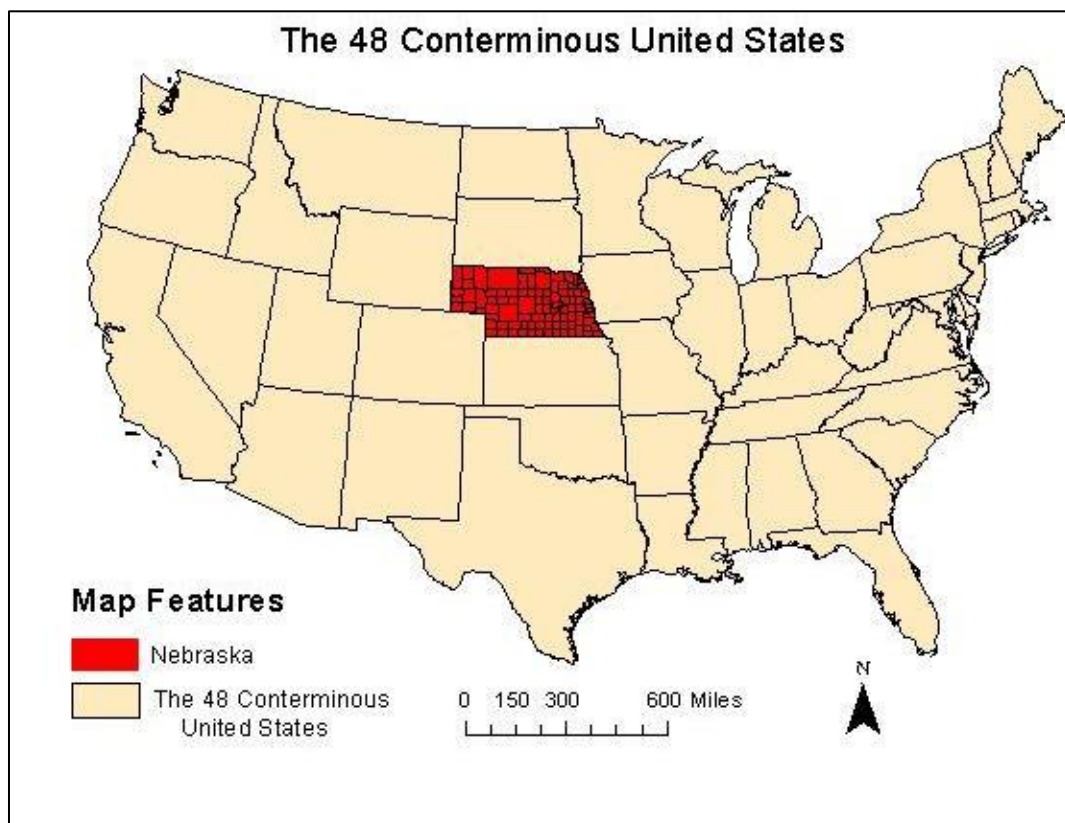 The 48 Conterminous United States
Map Features
Nebraska
The 48 Conterminous
United States
0 150 300 600 Miles
N